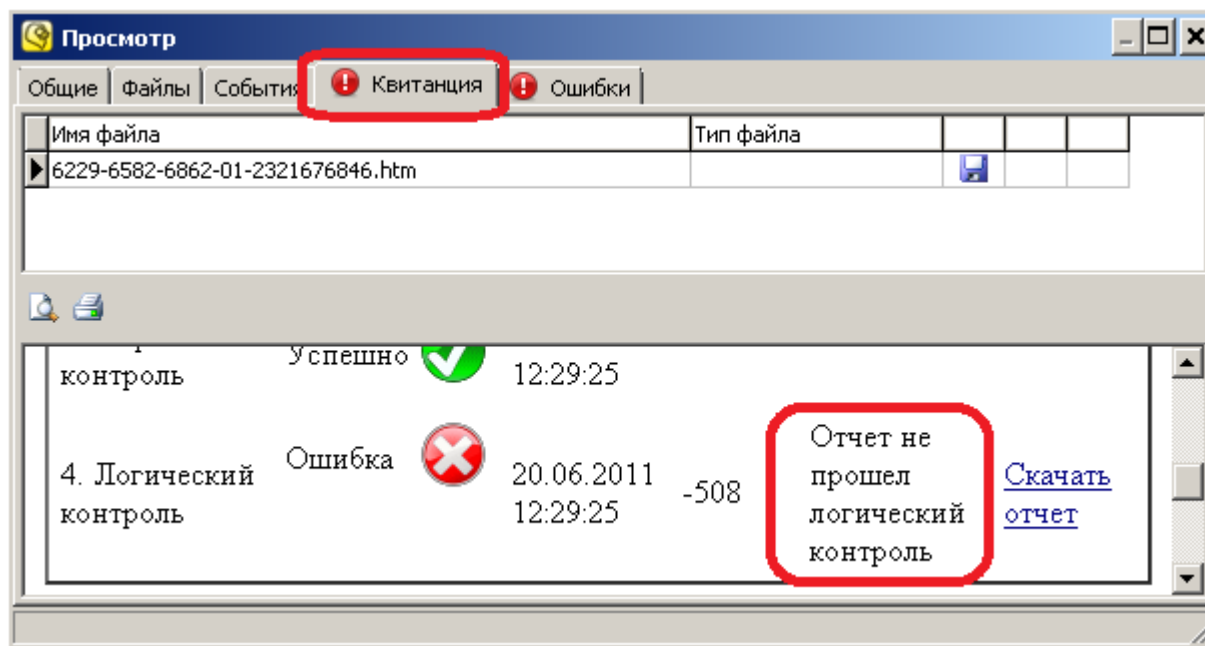 Просмотр
Общие Файлы События Квитанция Ошибки
Имя файла Тип файла
6229-6582-6862-01-2321676846.htm
контроль Успешно 12:29:25
4. Логический контроль Ошибка 20.06.2011 12:29:25 -508 Отчет не прошел логический контроль Скачать отчет